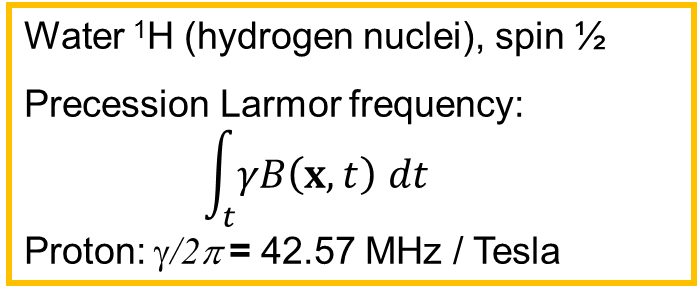 Water ¹H (hydrogen nuclei), spin ½
Precession Larmor frequency:
∫ₜ γB(𝐱, t) dt
Proton: γ/2π = 42.57 MHz / Tesla